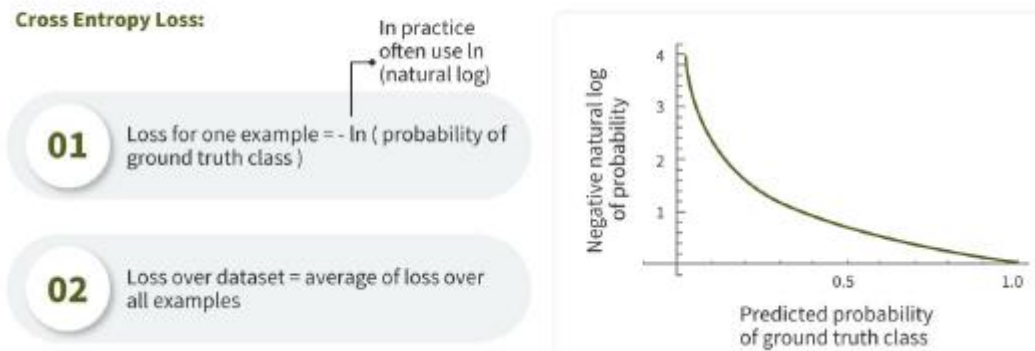 Cross Entropy Loss:
In practice
often use ln
(natural log)
01
Loss for one example = - ln ( probability of
ground truth class )
02
Loss over dataset = average of loss over
all examples
Negative natural log
of probability
4
3
2
1
0.5
1.0
Predicted probability
of ground truth class